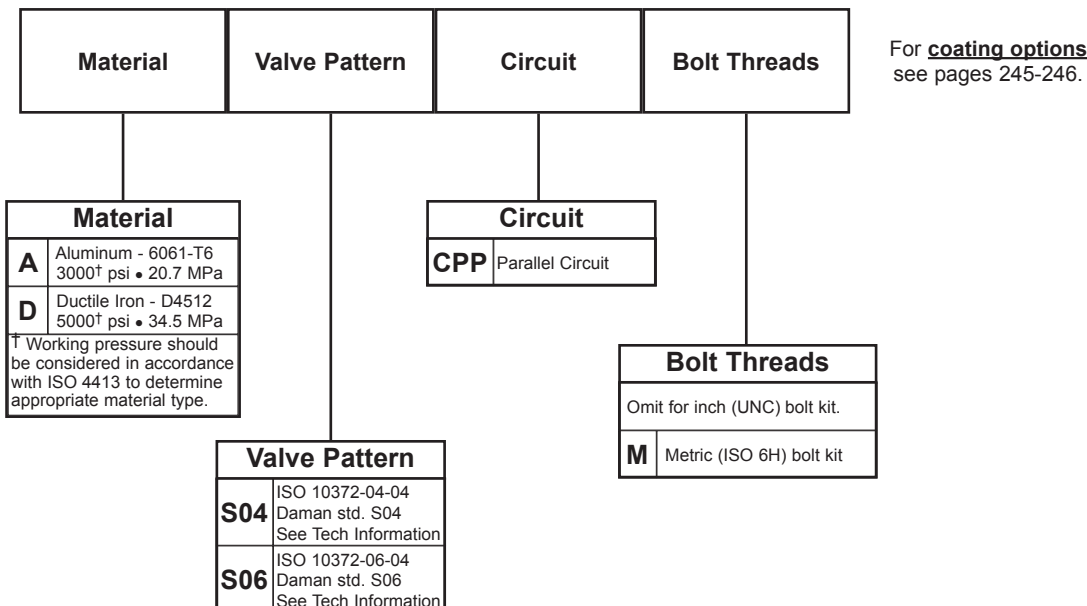 Material
Valve Pattern
Circuit
Bolt Threads
For coating options
see pages 245-246.
Material
A
Aluminum - 6061-T6
3000† psi • 20.7 MPa
D
Ductile Iron - D4512
5000† psi • 34.5 MPa
† Working pressure should
be considered in accordance
with ISO 4413 to determine
appropriate material type.
Circuit
CPP
Parallel Circuit
Bolt Threads
Omit for inch (UNC) bolt kit.
M
Metric (ISO 6H) bolt kit
Valve Pattern
S04
ISO 10372-04-04
Daman std. S04
See Tech Information
S06
ISO 10372-06-04
Daman std. S06
See Tech Information